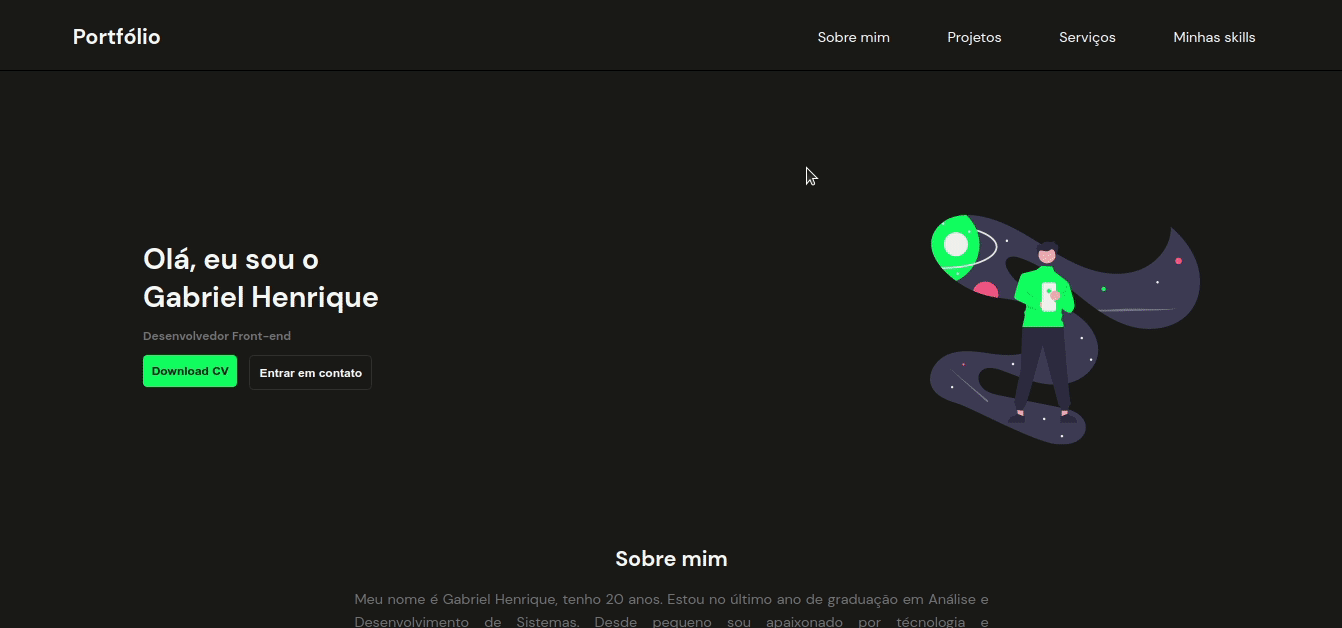 Portfólio
Sobre mim
Projetos
Serviços
Minhas skills
Olá, eu sou o
Gabriel Henrique
Desenvolvedor Front-end
Download CV
Entrar em contato
Sobre mim
Meu nome é Gabriel Henrique, tenho 20 anos. Estou no último ano de graduação em Análise e
Desenvolvimento de Sistemas. Desde pequeno sou apaixonado por técnologia e